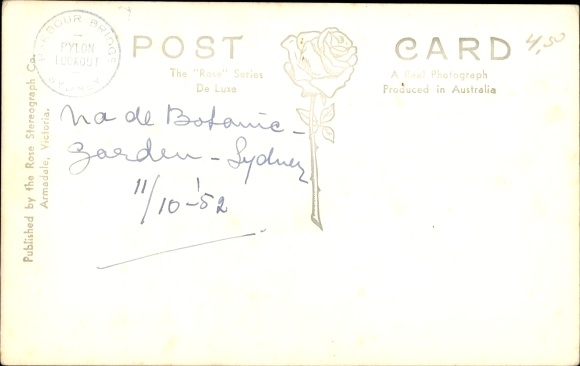 HARBOUR BRIDGE
PYLON
LOOKOUT
SYDNEY
POST CARD
4,50
The "Rose" Series
De Luxe
A Real Photograph
Produced in Australia
Published by the Rose Stereograph Co.
Armadale, Victoria.
na de Botanic-
garden - Sydney
11/10-'52